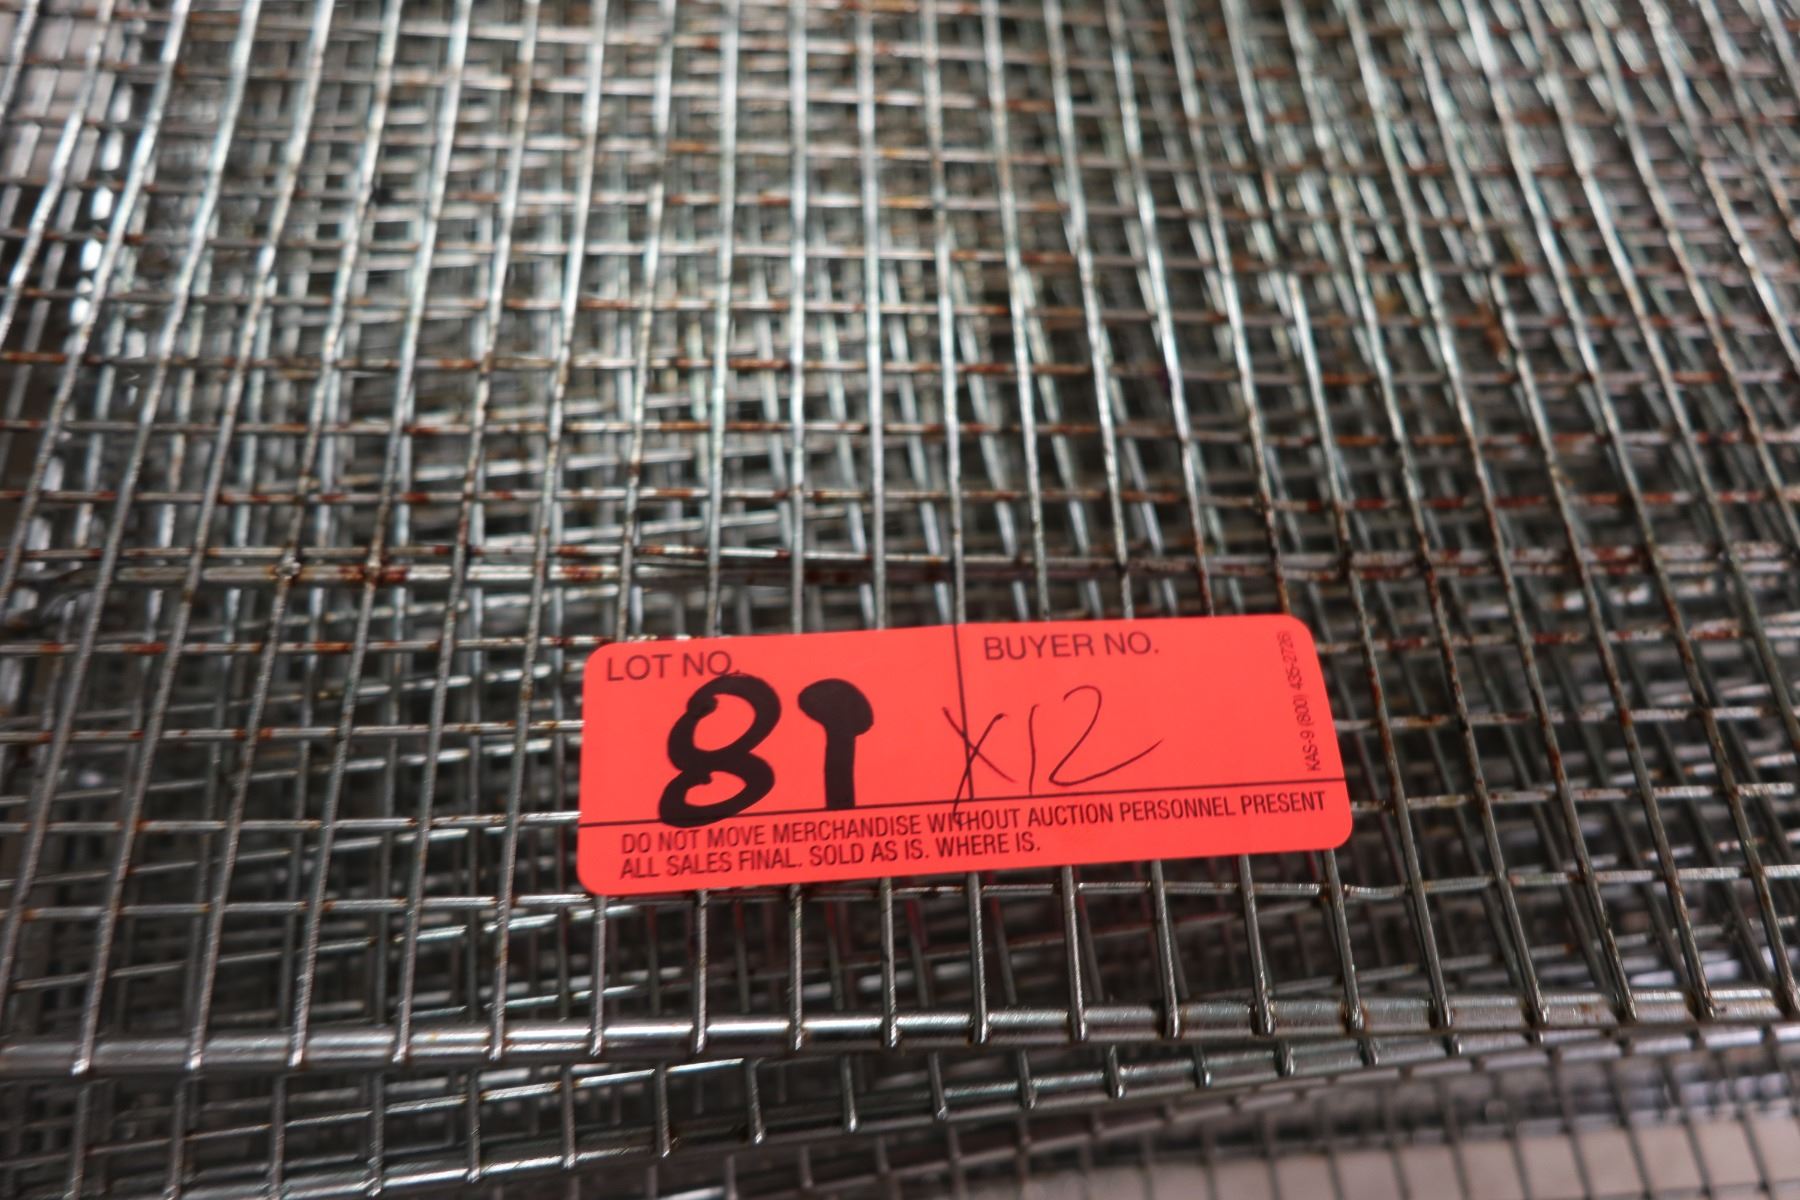 LOT NO.
BUYER NO.
81
X12
KAS-9 (800) 435-2726
DO NOT MOVE MERCHANDISE WITHOUT AUCTION PERSONNEL PRESENT
ALL SALES FINAL. SOLD AS IS. WHERE IS.